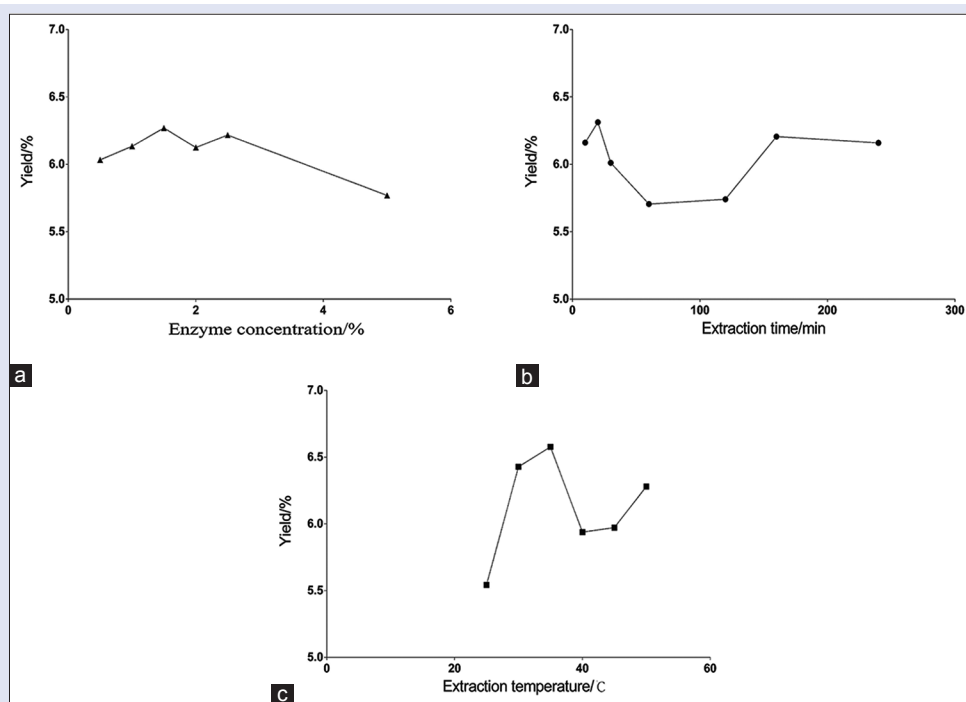 7.0
6.5
6.0
5.5
5.0
Yield/%
0 2 4 6
Enzyme concentration/%
a
7.0
6.5
6.0
5.5
5.0
Yield/%
0 100 200 300
Extraction time/min
b
7.0
6.5
6.0
5.5
5.0
Yield/%
0 20 40 60
Extraction temperature/℃
c